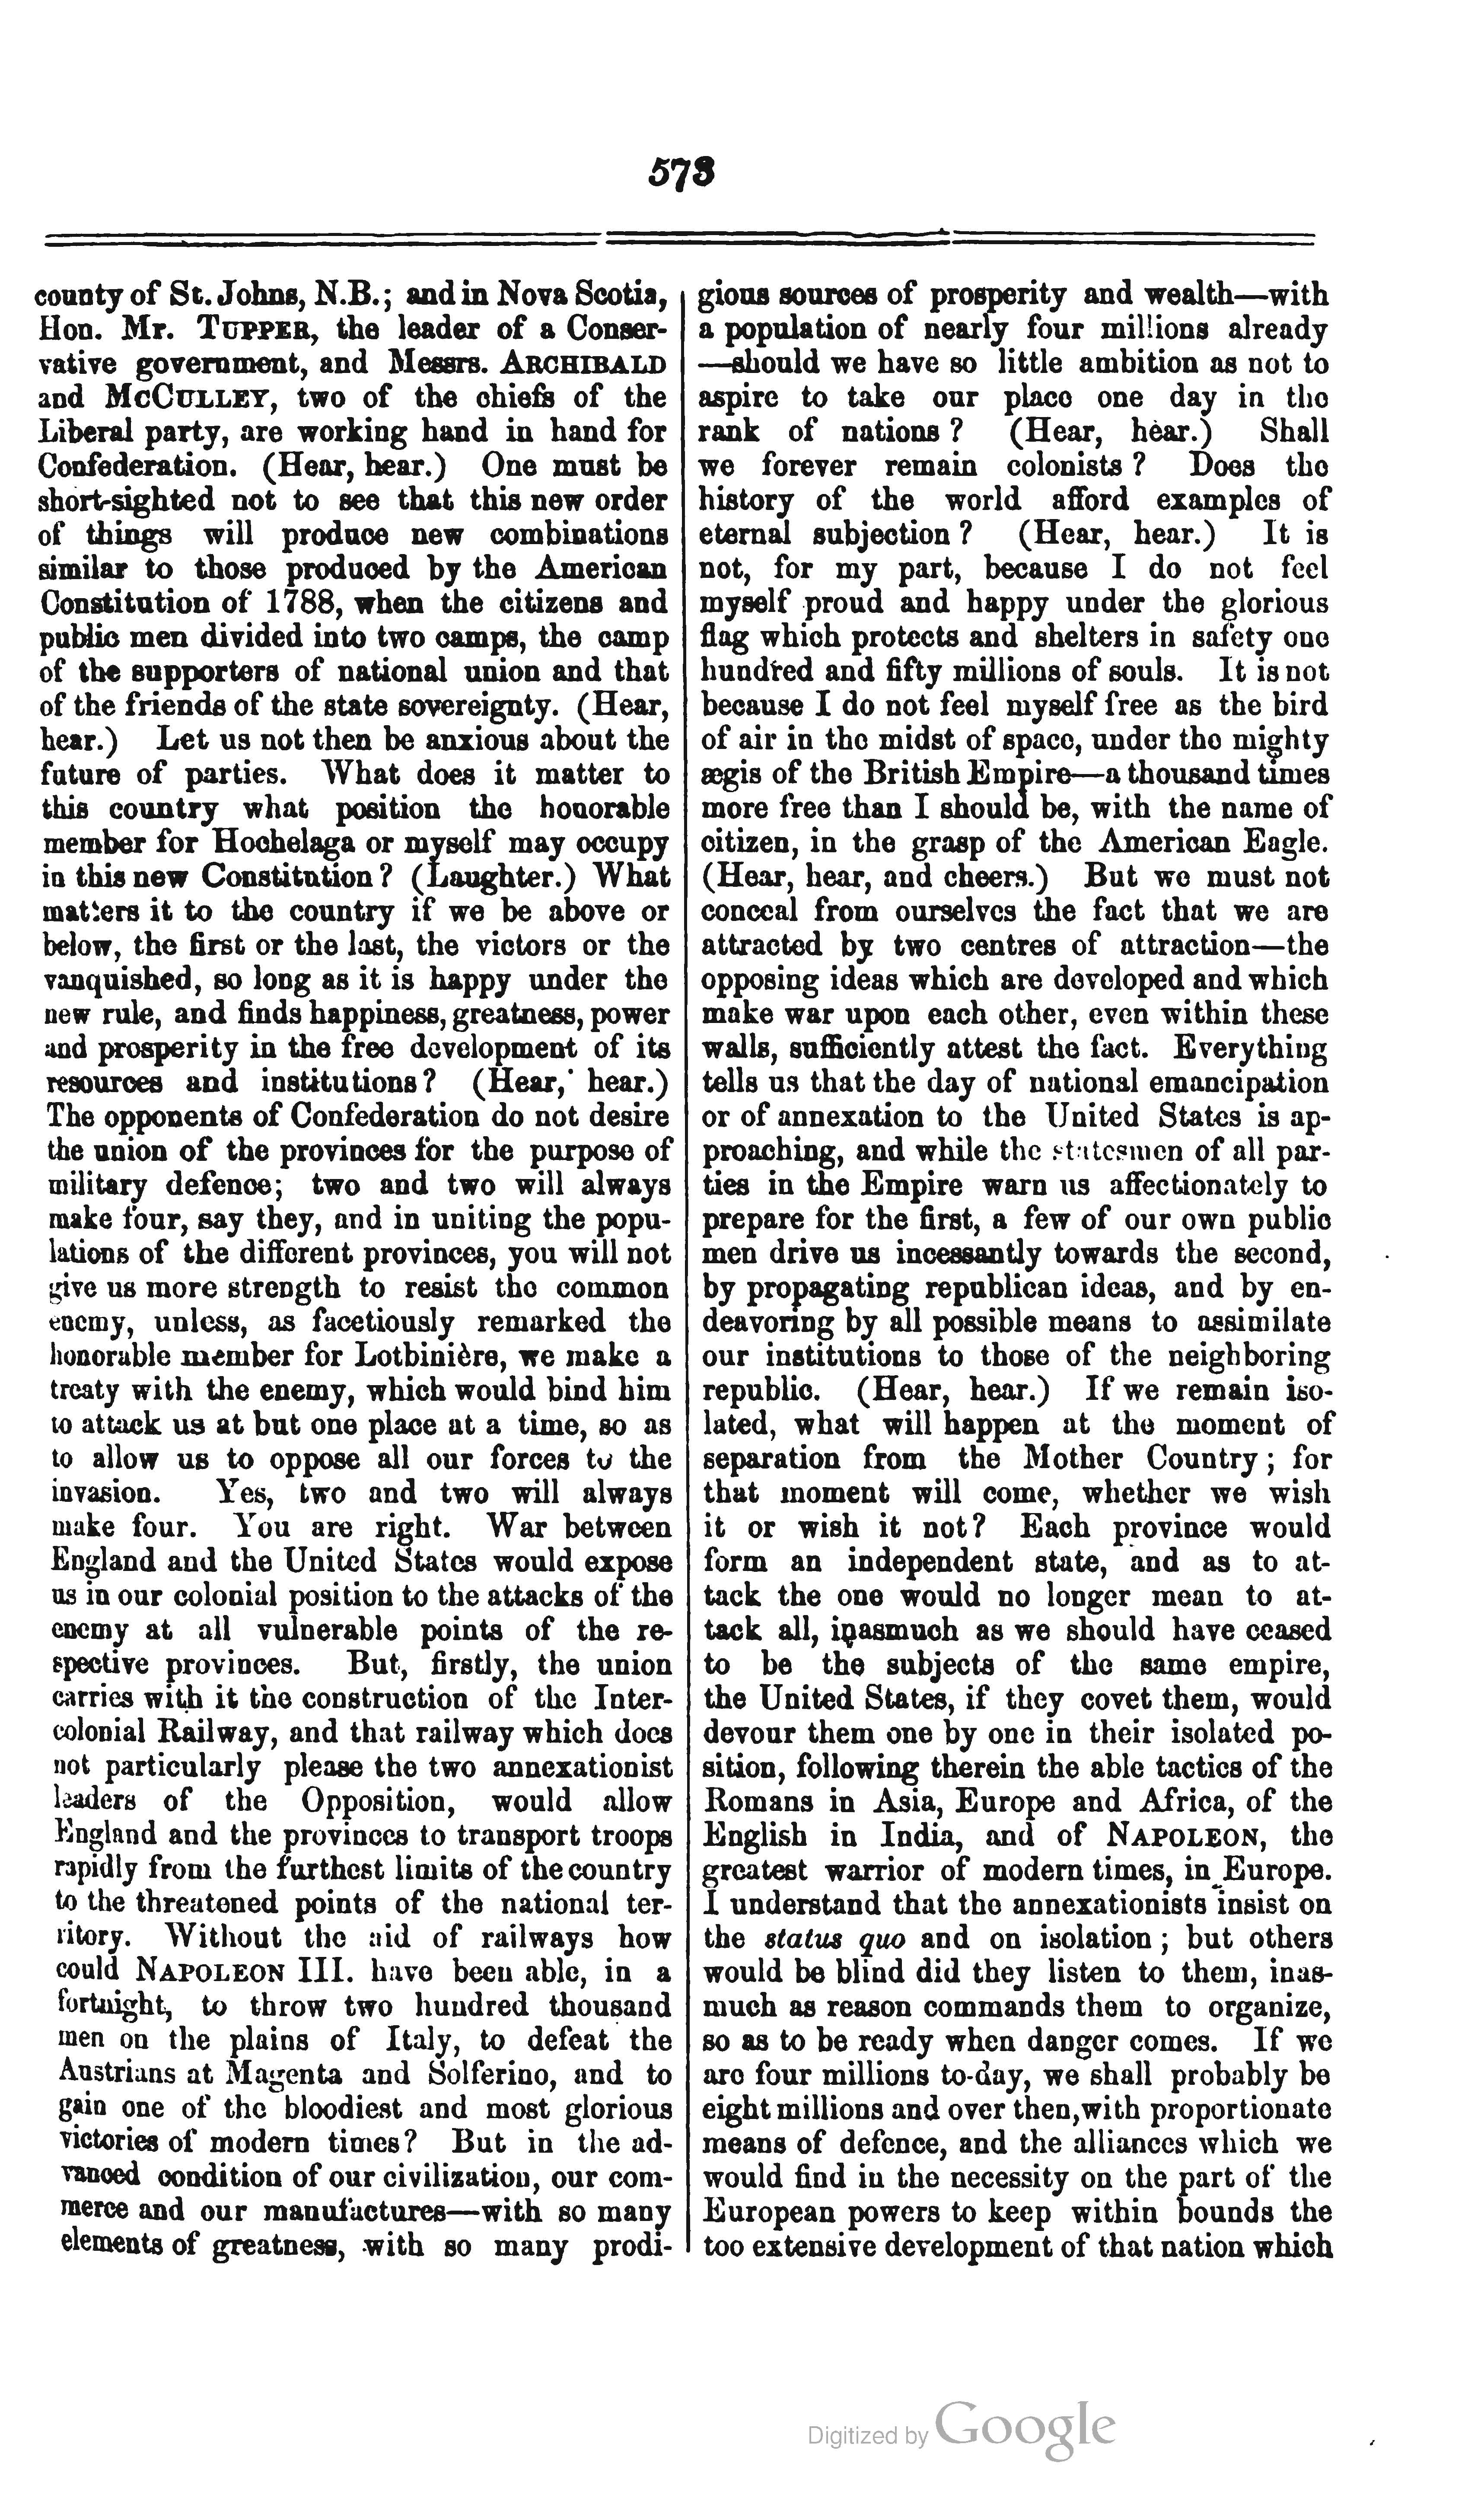 573
county of St. Johns, N.B.; and in Nova Scotia,
Hon. Mr. TUPPER, the leader of a Conser-
vative government, and Messrs. ARCHIBALD
and MCCULLEY, two of the chiefs of the
Liberal party, are working hand in hand for
Confederation. (Hear, hear.) One must be
short-sighted not to see that this new order
of things will produce new combinations
similar to those produced by the American
Constitution of 1788, when the citizens and
public men divided into two camps, the camp
of the supporters of national union and that
of the friends of the state sovereignty. (Hear,
hear.) Let us not then be anxious about the
future of parties. What does it matter to
this country what position the honorable
member for Hochelaga or myself may occupy
in this new Constitution? (Laughter.) What
matters it to the country if we be above or
below, the first or the last, the victors or the
vanquished, so long as it is happy under the
new rule, and finds happiness, greatness, power
and prosperity in the free development of its
resources and institutions? (Hear, hear.)
The opponents of Confederation do not desire
the union of the provinces for the purpose of
military defence; two and two will always
make four, say they, and in uniting the popu-
lations of the different provinces, you will not
give us more strength to resist the common
enemy, unless, as facetiously remarked the
honorable member for Lotbinière, we make a
treaty with the enemy, which would bind him
to attack us at but one place at a time, so as
to allow us to oppose all our forces to the
invasion. Yes, two and two will always
make four. You are right. War between
England and the United States would expose
us in our colonial position to the attacks of the
enemy at all vulnerable points of the re-
spective provinces. But, firstly, the union
carries with it the construction of the Inter-
colonial Railway, and that railway which does
not particularly please the two annexationist
leaders of the Opposition, would allow
England and the provinces to transport troops
rapidly from the furthest limits of the country
to the threatened points of the national ter-
ritory. Without the aid of railways how
could NAPOLEON III. have been able, in a
fortnight, to throw two hundred thousand
men on the plains of Italy, to defeat the
Austrians at Magenta and Solferino, and to
gain one of the bloodiest and most glorious
victories of modern times? But in the ad-
vanced condition of our civilization, our com-
merce and our manufactures—with so many
elements of greatness, with so many prodi-
gious sources of prosperity and wealth—with
a population of nearly four millions already
—should we have so little ambition as not to
aspire to take our place one day in the
rank of nations? (Hear, hear.) Shall
we forever remain colonists? Does the
history of the world afford examples of
eternal subjection? (Hear, hear.) It is
not, for my part, because I do not feel
myself proud and happy under the glorious
flag which protects and shelters in safety one
hundred and fifty millions of souls. It is not
because I do not feel myself free as the bird
of air in the midst of space, under the mighty
ægis of the British Empire—a thousand times
more free than I should be, with the name of
citizen, in the grasp of the American Eagle.
(Hear, hear, and cheers.) But we must not
conceal from ourselves the fact that we are
attracted by two centres of attraction—the
opposing ideas which are developed and which
make war upon each other, even within these
walls, sufficiently attest the fact. Everything
tells us that the day of national emancipation
or of annexation to the United States is ap-
proaching, and while the statesmen of all par-
ties in the Empire warn us affectionately to
prepare for the first, a few of our own public
men drive us incessantly towards the second,
by propagating republican ideas, and by en-
deavoring by all possible means to assimilate
our institutions to those of the neighboring
republic. (Hear, hear.) If we remain iso-
lated, what will happen at the moment of
separation from the Mother Country; for
that moment will come, whether we wish
it or wish it not? Each province would
form an independent state, and as to at-
tack the one would no longer mean to at-
tack all, inasmuch as we should have ceased
to be the subjects of the same empire,
the United States, if they covet them, would
devour them one by one in their isolated po-
sition, following therein the able tactics of the
Romans in Asia, Europe and Africa, of the
English in India, and of NAPOLEON, the
greatest warrior of modern times, in Europe.
I understand that the annexationists insist on
the status quo and on isolation; but others
would be blind did they listen to them, inas-
much as reason commands them to organize,
so as to be ready when danger comes. If we
are four millions to-day, we shall probably be
eight millions and over then, with proportionate
means of defence, and the alliances which we
would find in the necessity on the part of the
European powers to keep within bounds the
too extensive development of that nation which
Digitized by Google